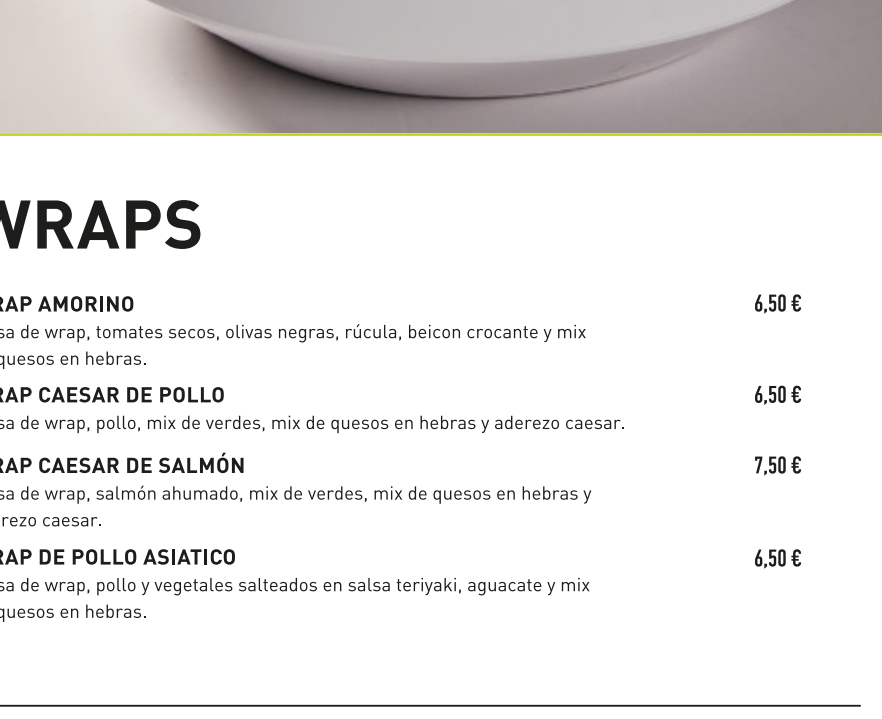 WRAPS
RAP AMORINO 6,50 €
sa de wrap, tomates secos, olivas negras, rúcula, beicon crocante y mix
quesos en hebras.
RAP CAESAR DE POLLO 6,50 €
sa de wrap, pollo, mix de verdes, mix de quesos en hebras y aderezo caesar.
RAP CAESAR DE SALMÓN 7,50 €
sa de wrap, salmón ahumado, mix de verdes, mix de quesos en hebras y
rezo caesar.
RAP DE POLLO ASIATICO 6,50 €
sa de wrap, pollo y vegetales salteados en salsa teriyaki, aguacate y mix
quesos en hebras.